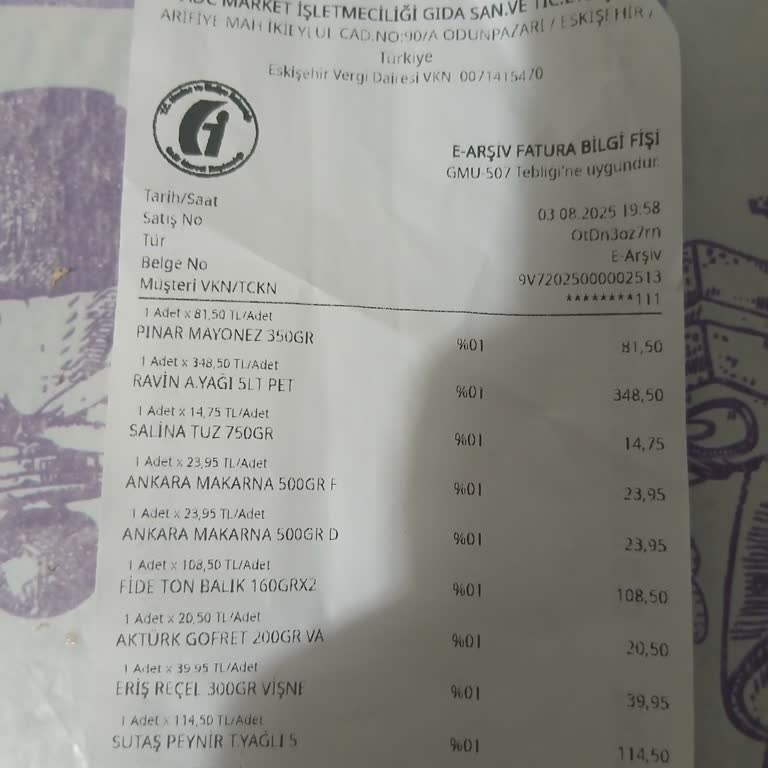 MARKET İŞLETMECİLİĞİ GIDA SAN.VE
ARİFİYE MAH İKİEYLUL CAD.NO:90/A ODUNPAZARI / ESKİŞEHİR /
Türkiye
Eskişehir Vergi Dairesi VKN 0071415470
E-ARŞİV FATURA BİLGİ FİŞİ
GMU-507 Tebliği'ne uygundur.
Tarih/Saat 03.08.2025 19:58
Satış No OtDn3oz7rn
Tür E-Arşiv
Belge No 9V72025000002513
Müşteri VKN/TCKN ********111
1 Adet x 81,50 TL/Adet
PINAR MAYONEZ 350GR %01 81,50
1 Adet x 348,50 TL/Adet
RAVİN A.YAĞI 5LT PET %01 348,50
1 Adet x 14,75 TL/Adet
SALİNA TUZ 750GR %01 14,75
1 Adet x 23,95 TL/Adet
ANKARA MAKARNA 500GR F %01 23,95
1 Adet x 23,95 TL/Adet
ANKARA MAKARNA 500GR D %01 23,95
1 Adet x 108,50 TL/Adet
FİDE TON BALIK 160GRX2 %01 108,50
1 Adet x 20,50 TL/Adet
AKTÜRK GOFRET 200GR VA %01 20,50
1 Adet x 39,95 TL/Adet
ERİŞ REÇEL 300GR VİŞNE %01 39,95
1 Adet x 114,50 TL/Adet
SUTAŞ PEYNİR T.YAĞLI 5 %01 114,50